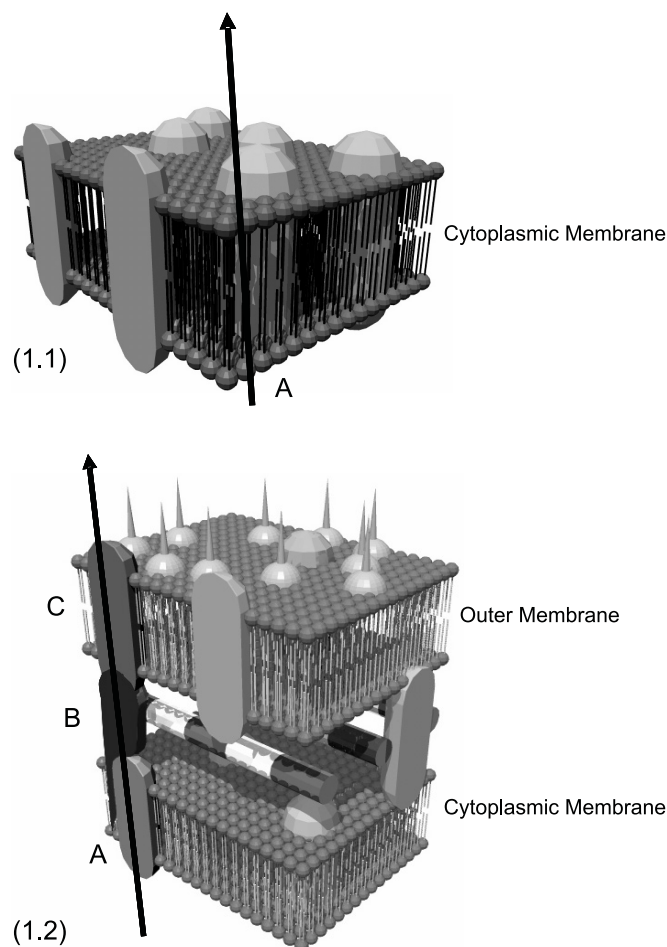 Cytoplasmic Membrane
(1.1)
A
C
Outer Membrane
B
Cytoplasmic Membrane
A
(1.2)